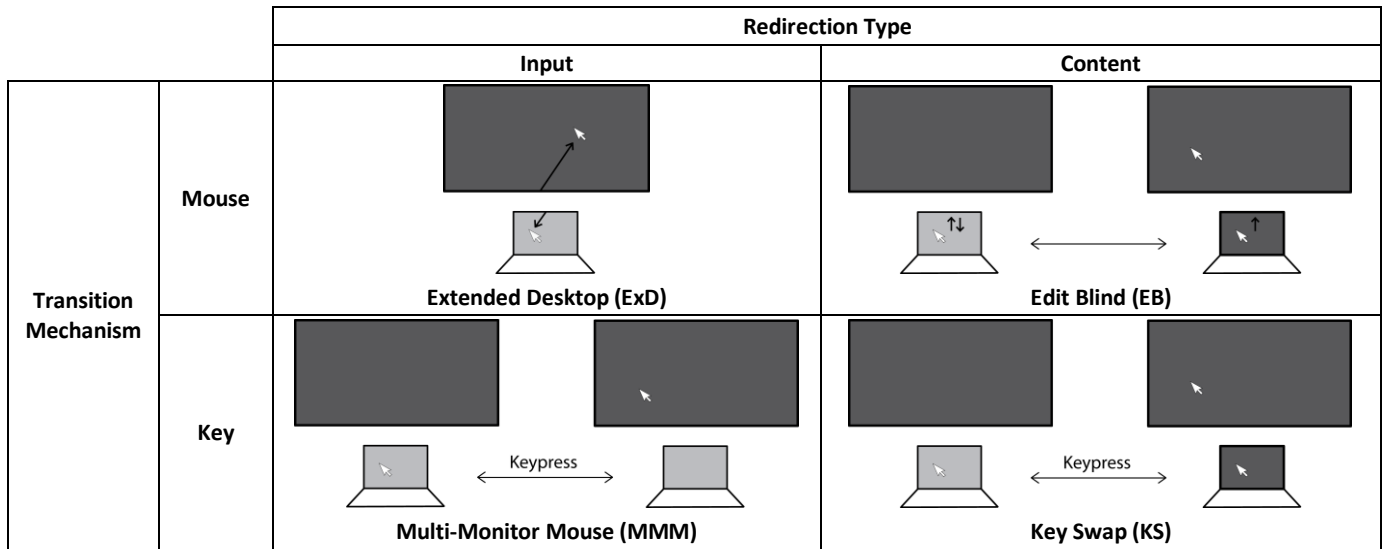 Redirection Type
Input
Content
Transition
Mechanism
Mouse
Extended Desktop (ExD)
Edit Blind (EB)
Key
Keypress
Keypress
Multi-Monitor Mouse (MMM)
Key Swap (KS)